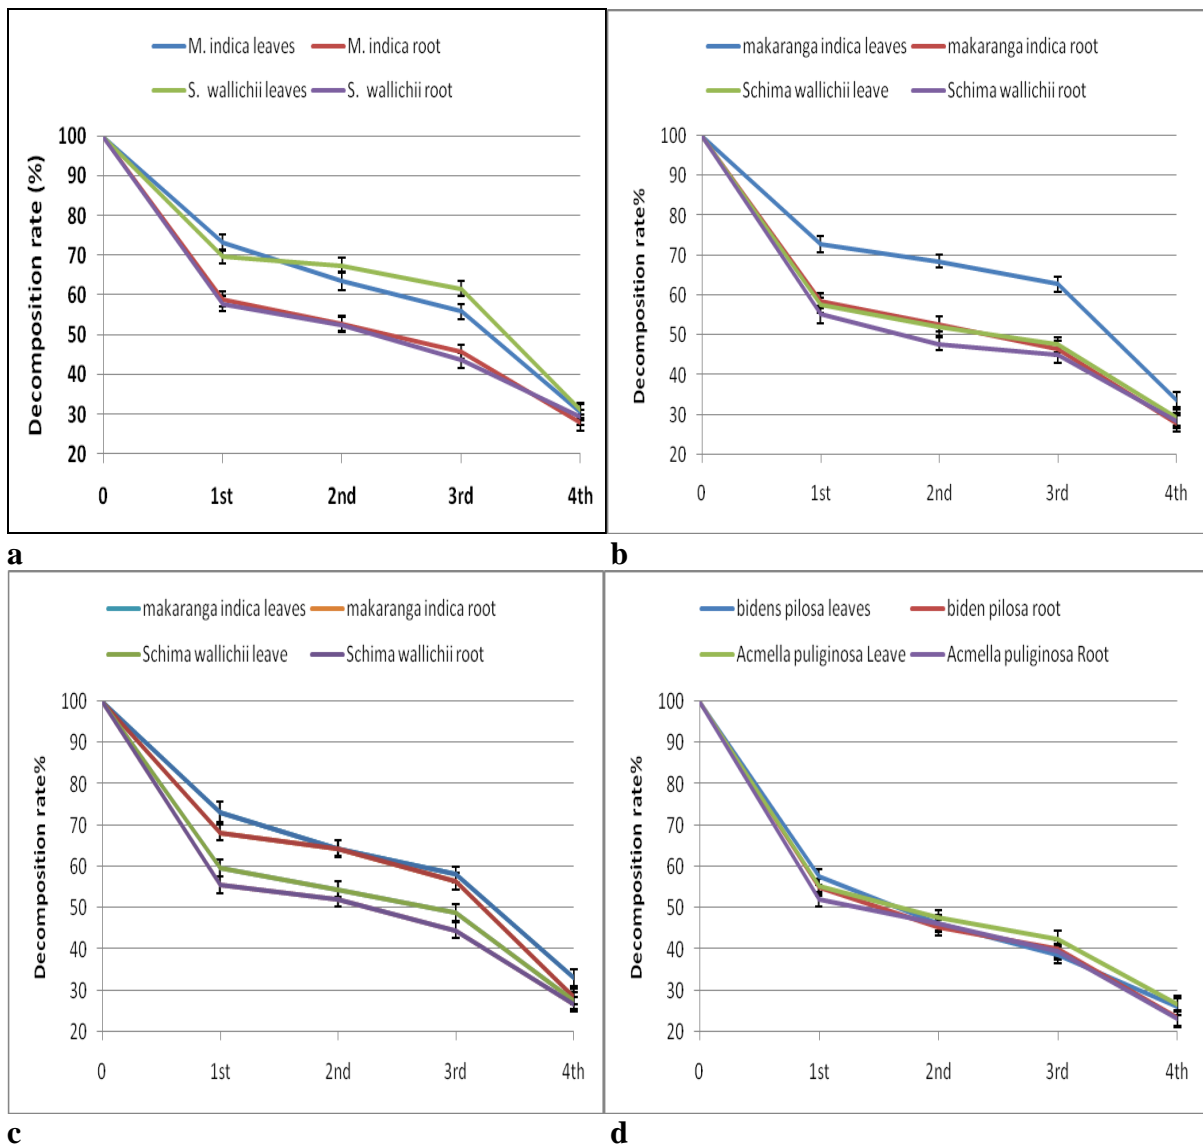 M. indica leaves M. indica root
S. wallichii leaves S. wallichii root
Decomposition rate (%)
100
90
80
70
60
50
40
30
20
0 1st 2nd 3rd 4th
a
makaranga indica leaves makaranga indica root
Schima wallichii leave Schima wallichii root
Decomposition rate%
100
90
80
70
60
50
40
30
20
0 1st 2nd 3rd 4th
b
makaranga indica leaves makaranga indica root
Schima wallichii leave Schima wallichii root
Decomposition rate%
100
90
80
70
60
50
40
30
20
0 1st 2nd 3rd 4th
c
bidens pilosa leaves biden pilosa root
Acmella puliginosa Leave Acmella puliginosa Root
Decomposition rate%
100
90
80
70
60
50
40
30
20
0 1st 2nd 3rd 4th
d